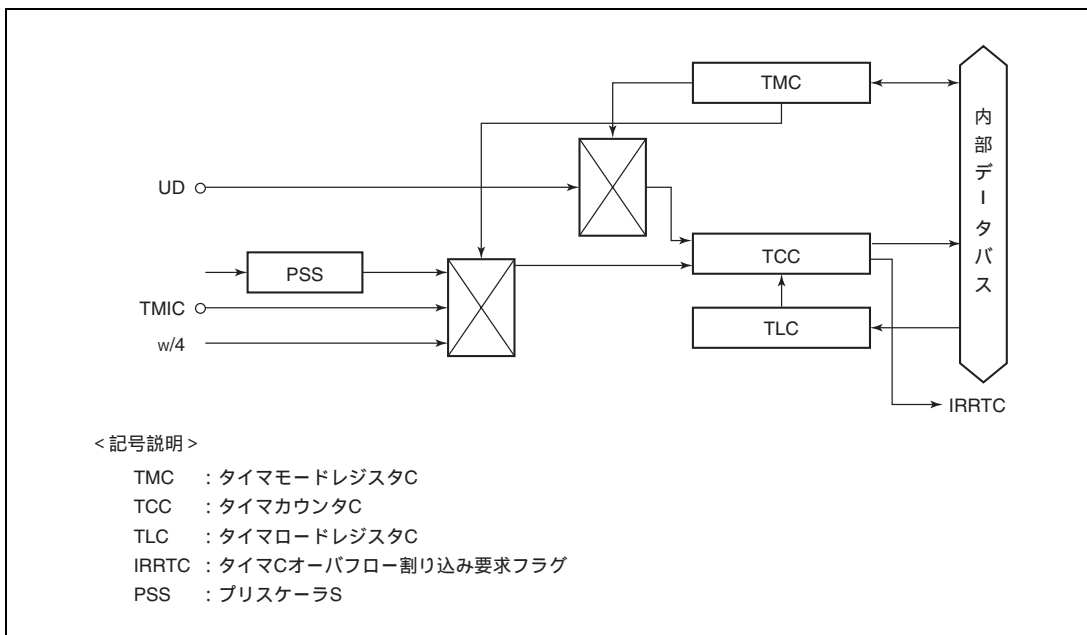 TMC
内部データバス
UD
TCC
PSS
TMIC
TLC
w/4
IRRTC
<記号説明>
TMC :タイマモードレジスタC
TCC :タイマカウンタC
TLC :タイマロードレジスタC
IRRTC :タイマCオーバフロー割り込み要求フラグ
PSS :プリスケーラS